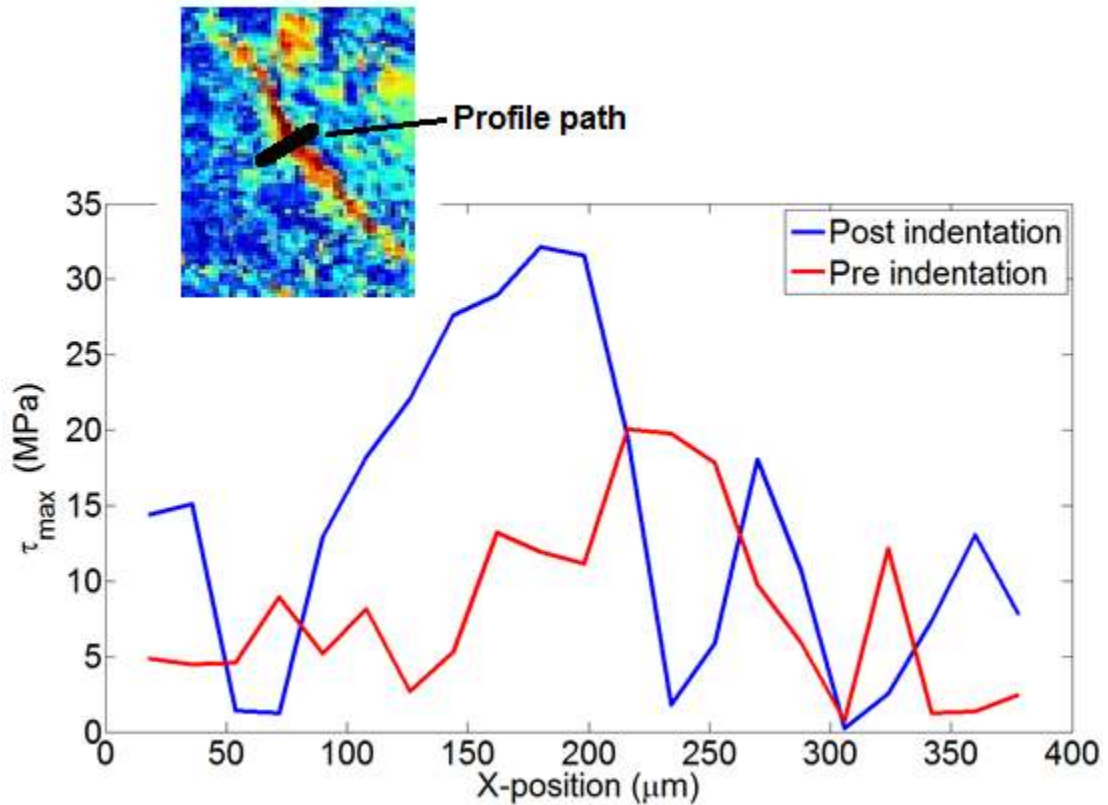 Profile path
35
30
25
20
15
10
5
0
τmax (MPa)
Post indentation
Pre indentation
0 50 100 150 200 250 300 350 400
X-position (μm)